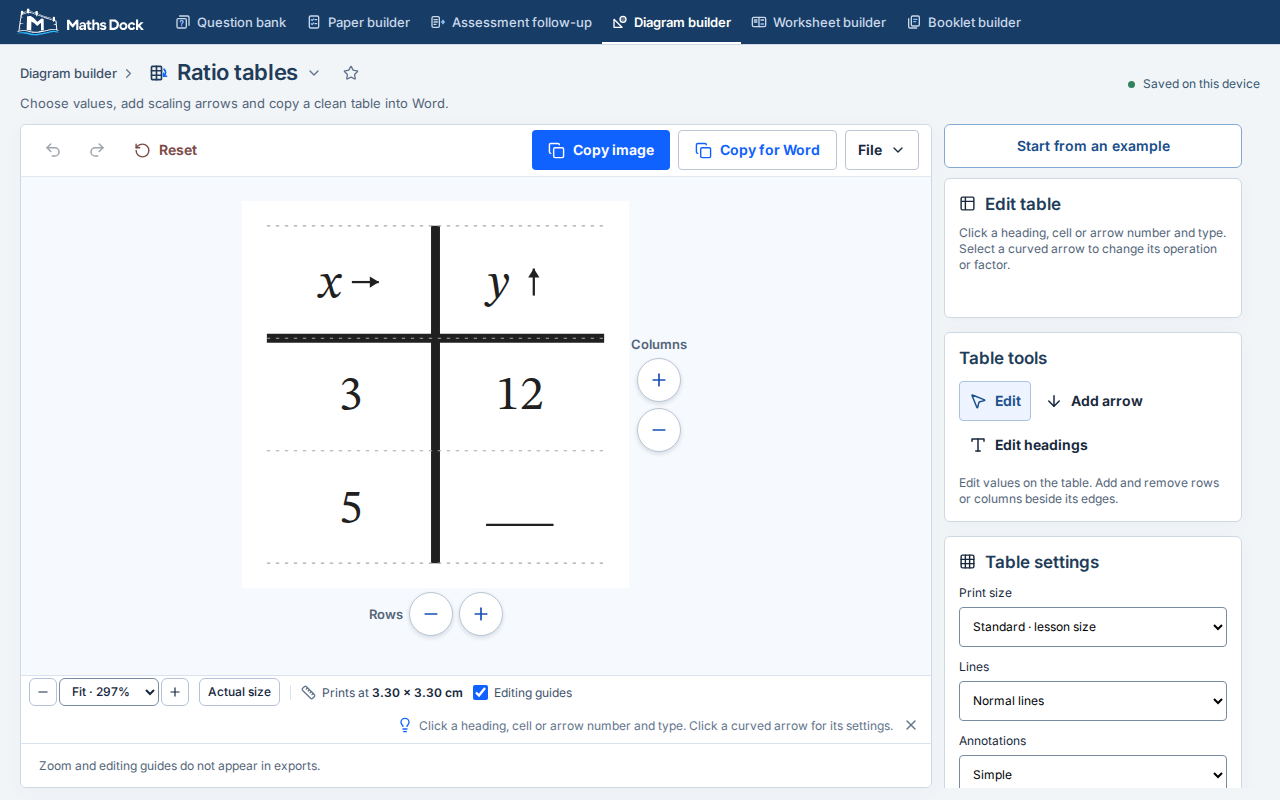 Maths Dock
Question bank
Paper builder
Assessment follow-up
Diagram builder
Worksheet builder
Booklet builder
Diagram builder
Ratio tables
Saved on this device
Choose values, add scaling arrows and copy a clean table into Word.
Reset
Copy image
Copy for Word
File
x → y ↑
3 12
5 ___
Columns
+
−
Rows − +
− Fit · 297% + Actual size Prints at 3.30 × 3.30 cm Editing guides
Click a heading, cell or arrow number and type. Click a curved arrow for its settings.
Zoom and editing guides do not appear in exports.
Start from an example
Edit table
Click a heading, cell or arrow number and type.
Select a curved arrow to change its operation
or factor.
Table tools
Edit
Add arrow
Edit headings
Edit values on the table. Add and remove rows
or columns beside its edges.
Table settings
Print size
Standard · lesson size
Lines
Normal lines
Annotations
Simple